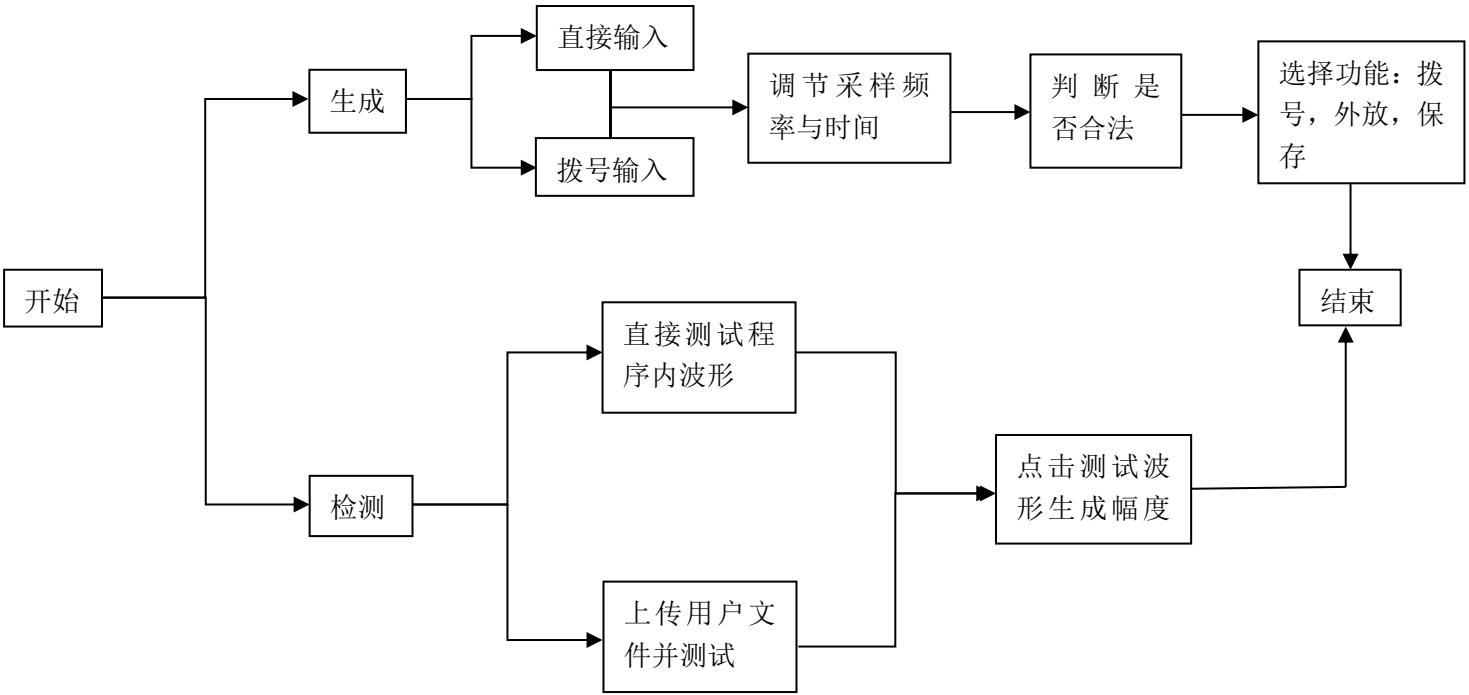 直接输入
生成
拨号输入
调节采样频
率与时间
判断是
否合法
选择功能：拨
号，外放，保
存
开始
结束
直接测试程
序内波形
检测
点击测试波
形生成幅度
上传用户文
件并测试